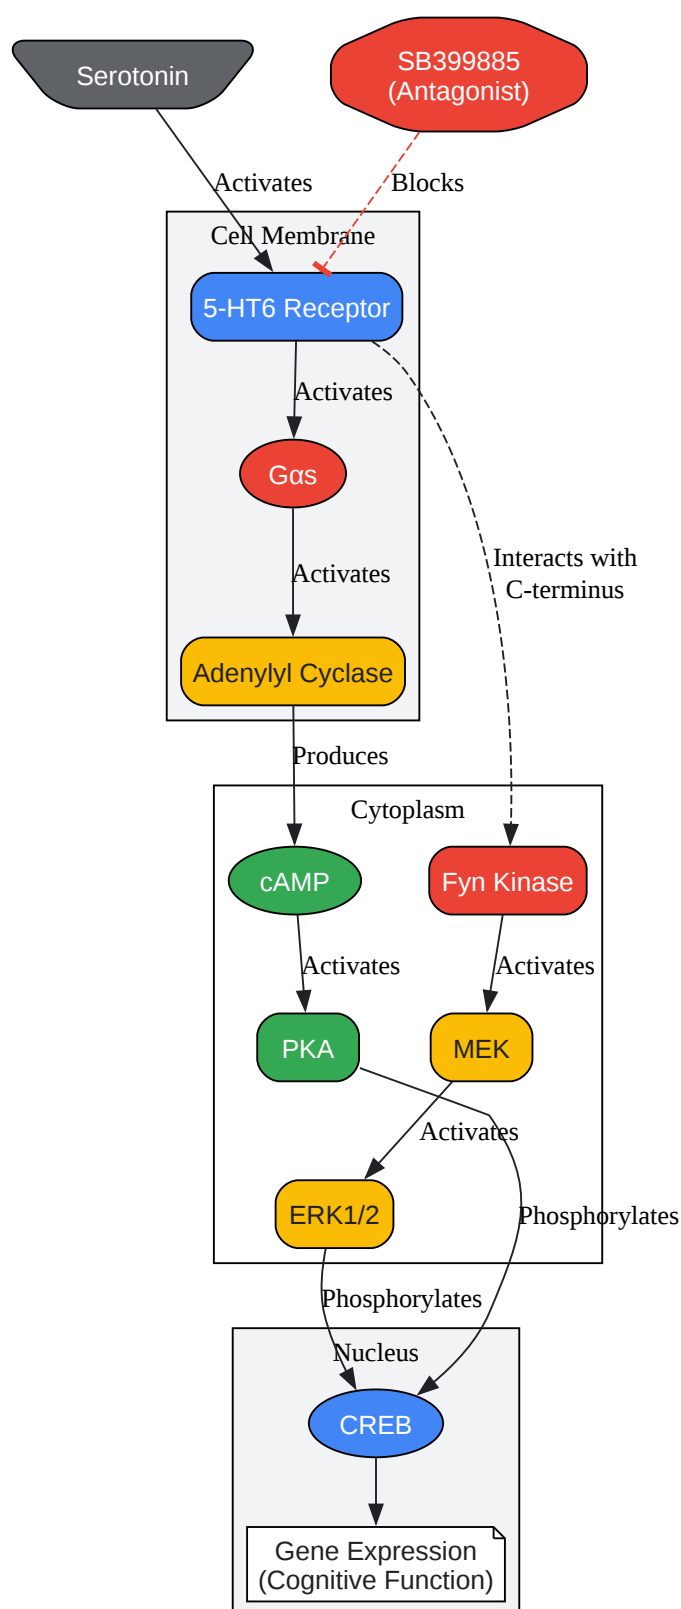 Serotonin
SB399885
(Antagonist)
Activates
Blocks
Cell Membrane
5-HT6 Receptor
Activates
Gαs
Interacts with
C-terminus
Activates
Adenylyl Cyclase
Produces
Cytoplasm
cAMP
Fyn Kinase
Activates
Activates
PKA
MEK
Activates
ERK1/2
Phosphorylates
Phosphorylates
Nucleus
CREB
Gene Expression
(Cognitive Function)